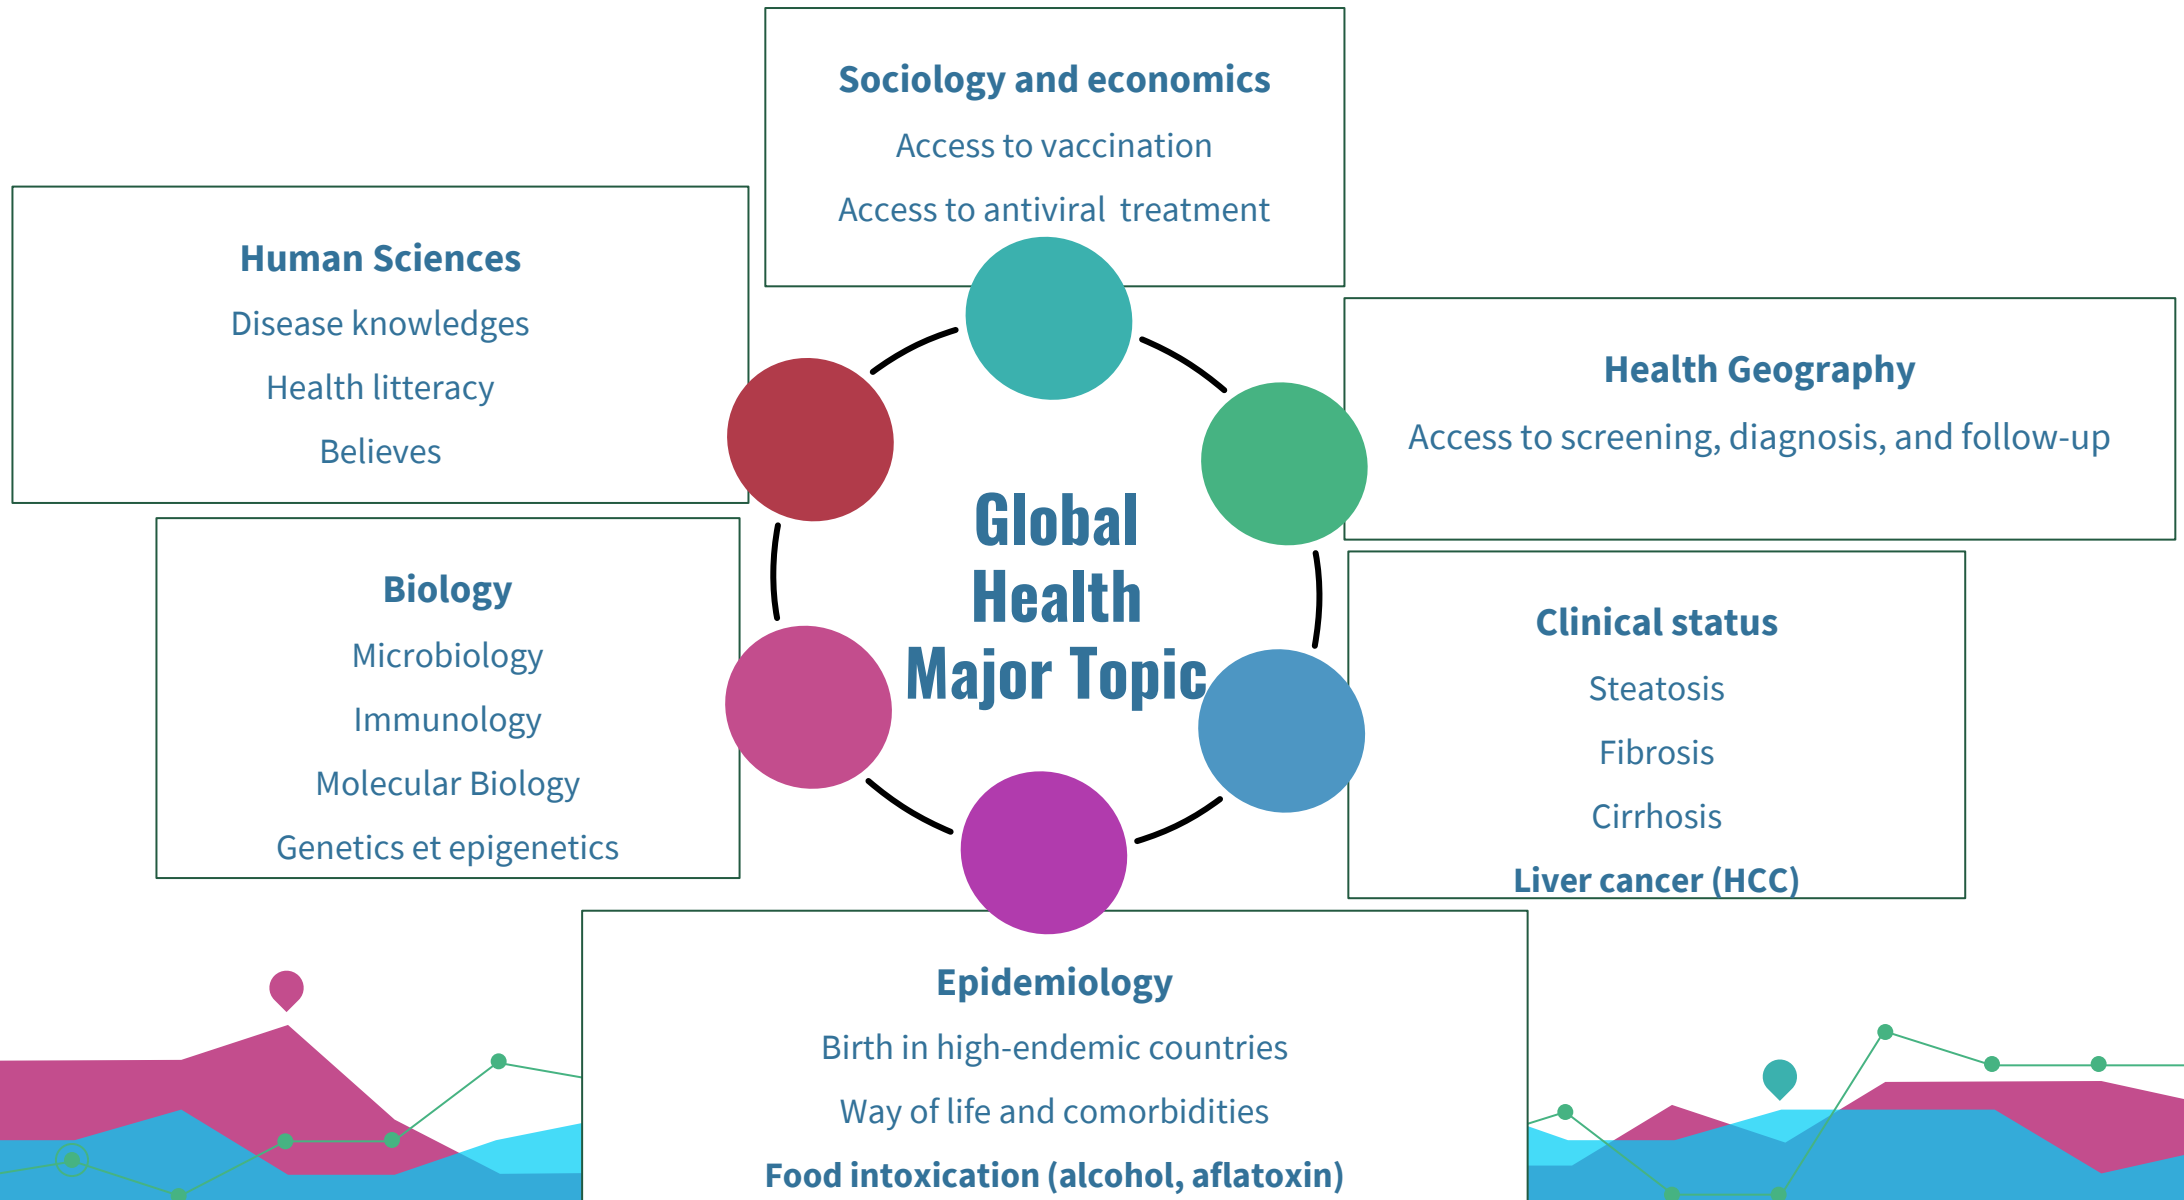 Sociology and economics
Access to vaccination
Access to antiviral  treatment
Human Sciences
Disease knowledges
Health litteracy
Believes
Health Geography
Access to screening, diagnosis, and follow-up
Global
Health
Major Topic
Biology
Microbiology
Immunology
Molecular Biology
Genetics et epigenetics
Clinical status
Steatosis
Fibrosis
Cirrhosis
Liver cancer (HCC)
Epidemiology
Birth in high-endemic countries
Way of life and comorbidities
Food intoxication (alcohol, aflatoxin)